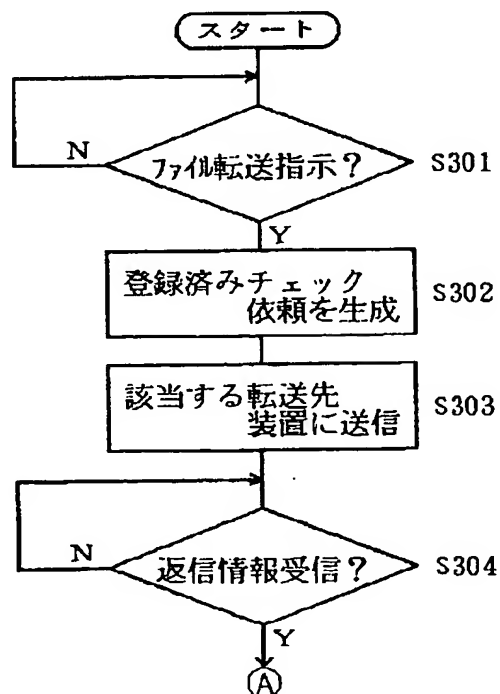 スタート
N
ファイル転送指示？
S301
Y
登録済みチェック
依頼を生成
S302
該当する転送先
装置に送信
S303
N
返信情報受信？
S304
Y
A